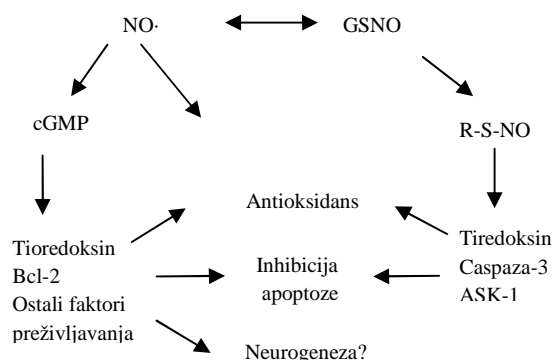 NO·
GSNO
cGMP
R-S-NO
Antioksidans
Tioredoksin
Bcl-2
Ostali faktori
preživljavanja
Inhibicija
apoptoze
Tiredoksin
Caspaza-3
ASK-1
Neurogeneza?